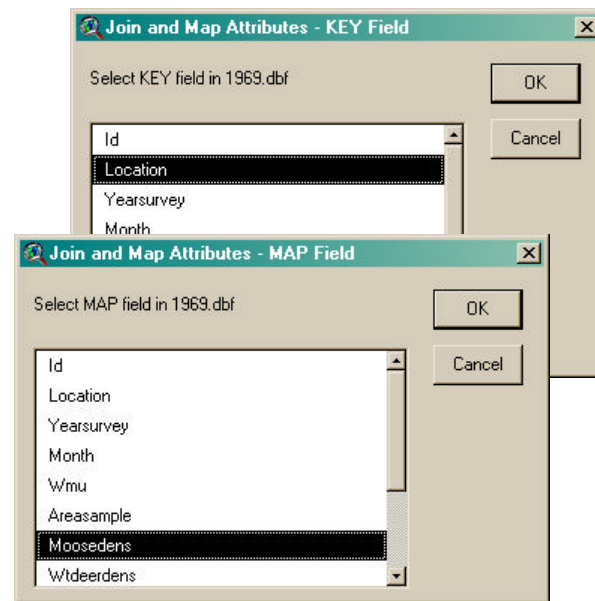 Join and Map Attributes - KEY Field
Select KEY field in 1969.dbf
OK
Cancel
Id
Location
Yearsurvey
Month
Join and Map Attributes - MAP Field
Select MAP field in 1969.dbf
OK
Cancel
Id
Location
Yearsurvey
Month
Wmu
Areasample
Moosedens
Wtdeerdens